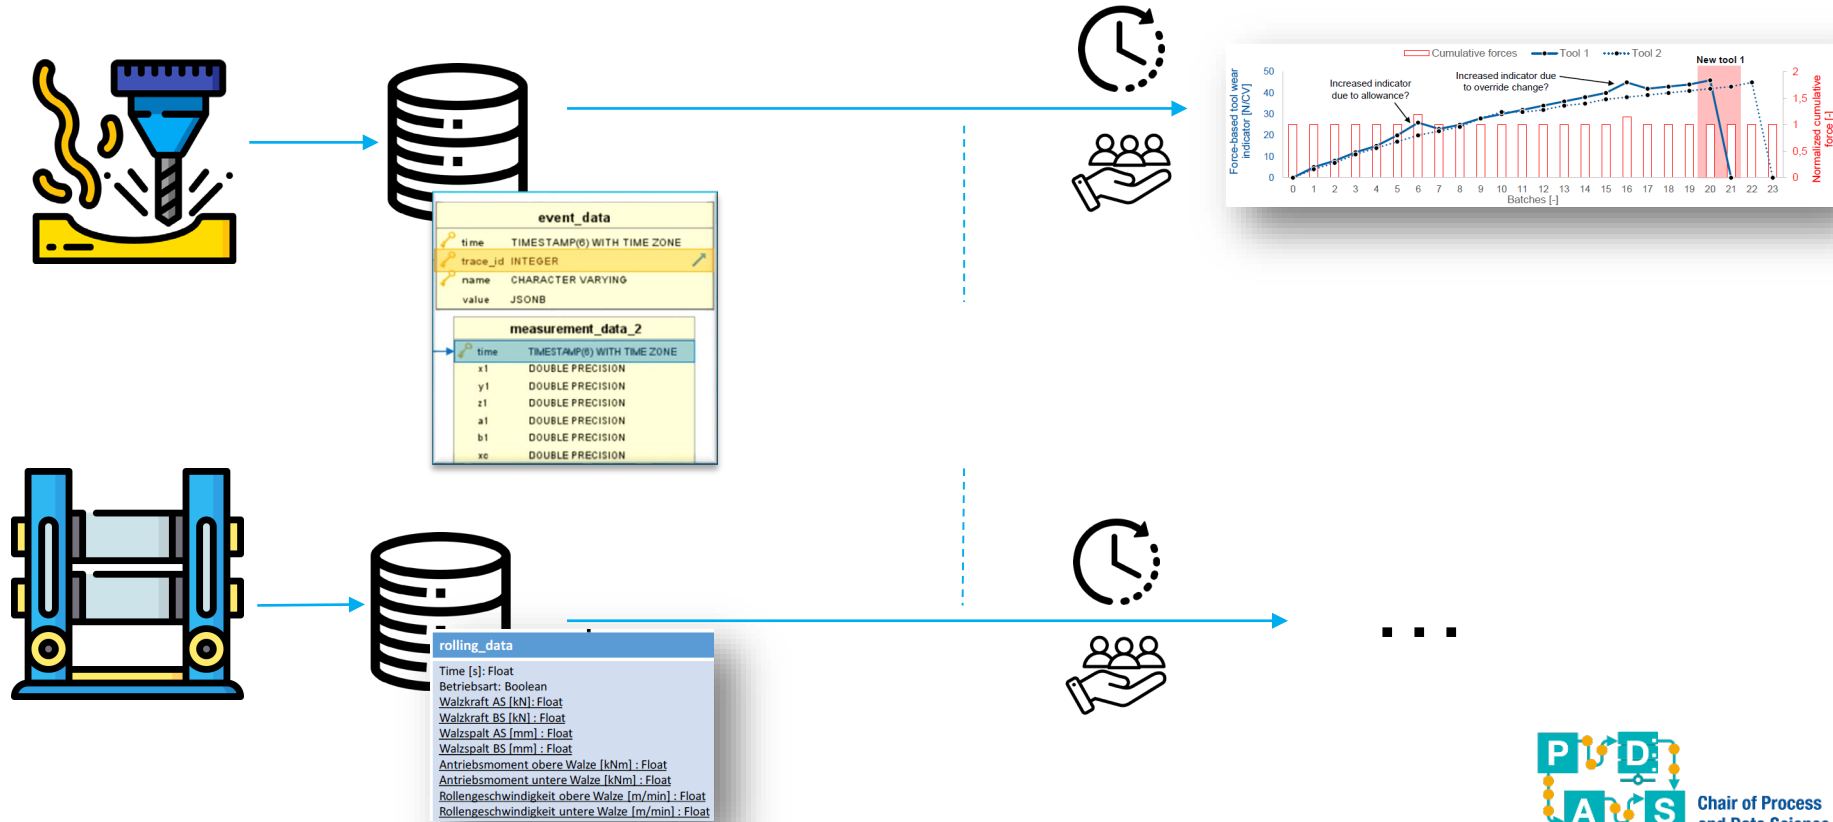 Cumulative forces Tool 1 Tool 2
New tool 1
Increased indicator
due to allowance?
Increased indicator due
to override change?
Force-based tool wear
indicator [N/CV]
50
40
30
20
10
0
2
1,5
1
0,5
0
Normalized cumulative
force [-]
0 1 2 3 4 5 6 7 8 9 10 11 12 13 14 15 16 17 18 19 20 21 22 23
Batches [-]
event_data
time TIMESTAMP(6) WITH TIME ZONE
trace_id INTEGER
name CHARACTER VARYING
value JSONB
measurement_data_2
time TIMESTAMP(6) WITH TIME ZONE
x1 DOUBLE PRECISION
y1 DOUBLE PRECISION
z1 DOUBLE PRECISION
a1 DOUBLE PRECISION
b1 DOUBLE PRECISION
xc DOUBLE PRECISION
rolling_data
Time [s]: Float
Betriebsart: Boolean
Walzkraft AS [kN]: Float
Walzkraft BS [kN] : Float
Walzspalt AS [mm] : Float
Walzspalt BS [mm] : Float
Antriebsmoment obere Walze [kNm] : Float
Antriebsmoment untere Walze [kNm] : Float
Rollengeschwindigkeit obere Walze [m/min] : Float
Rollengeschwindigkeit untere Walze [m/min] : Float
...
P D
A S
Chair of Process
and Data Science